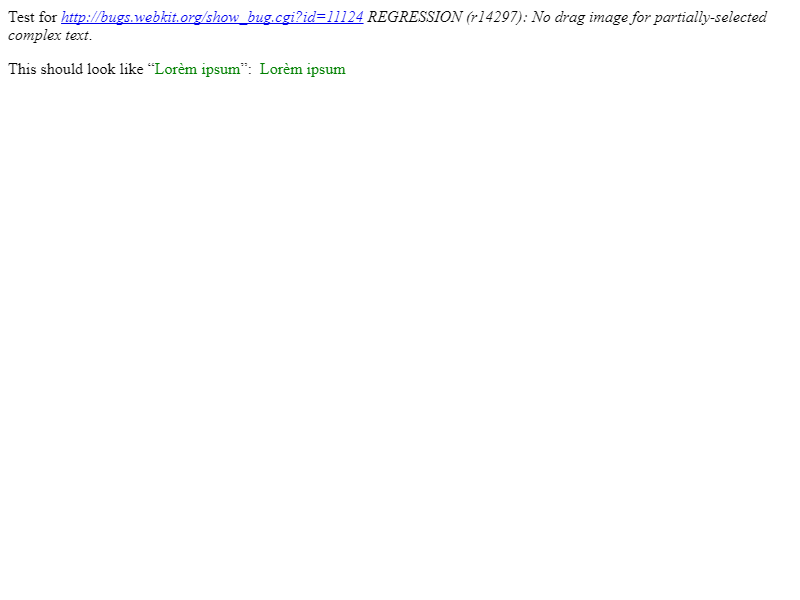 Test for http://bugs.webkit.org/show_bug.cgi?id=11124 REGRESSION (r14297): No drag image for partially-selected
complex text.
This should look like “Lorèm ipsum”: Lorèm ipsum